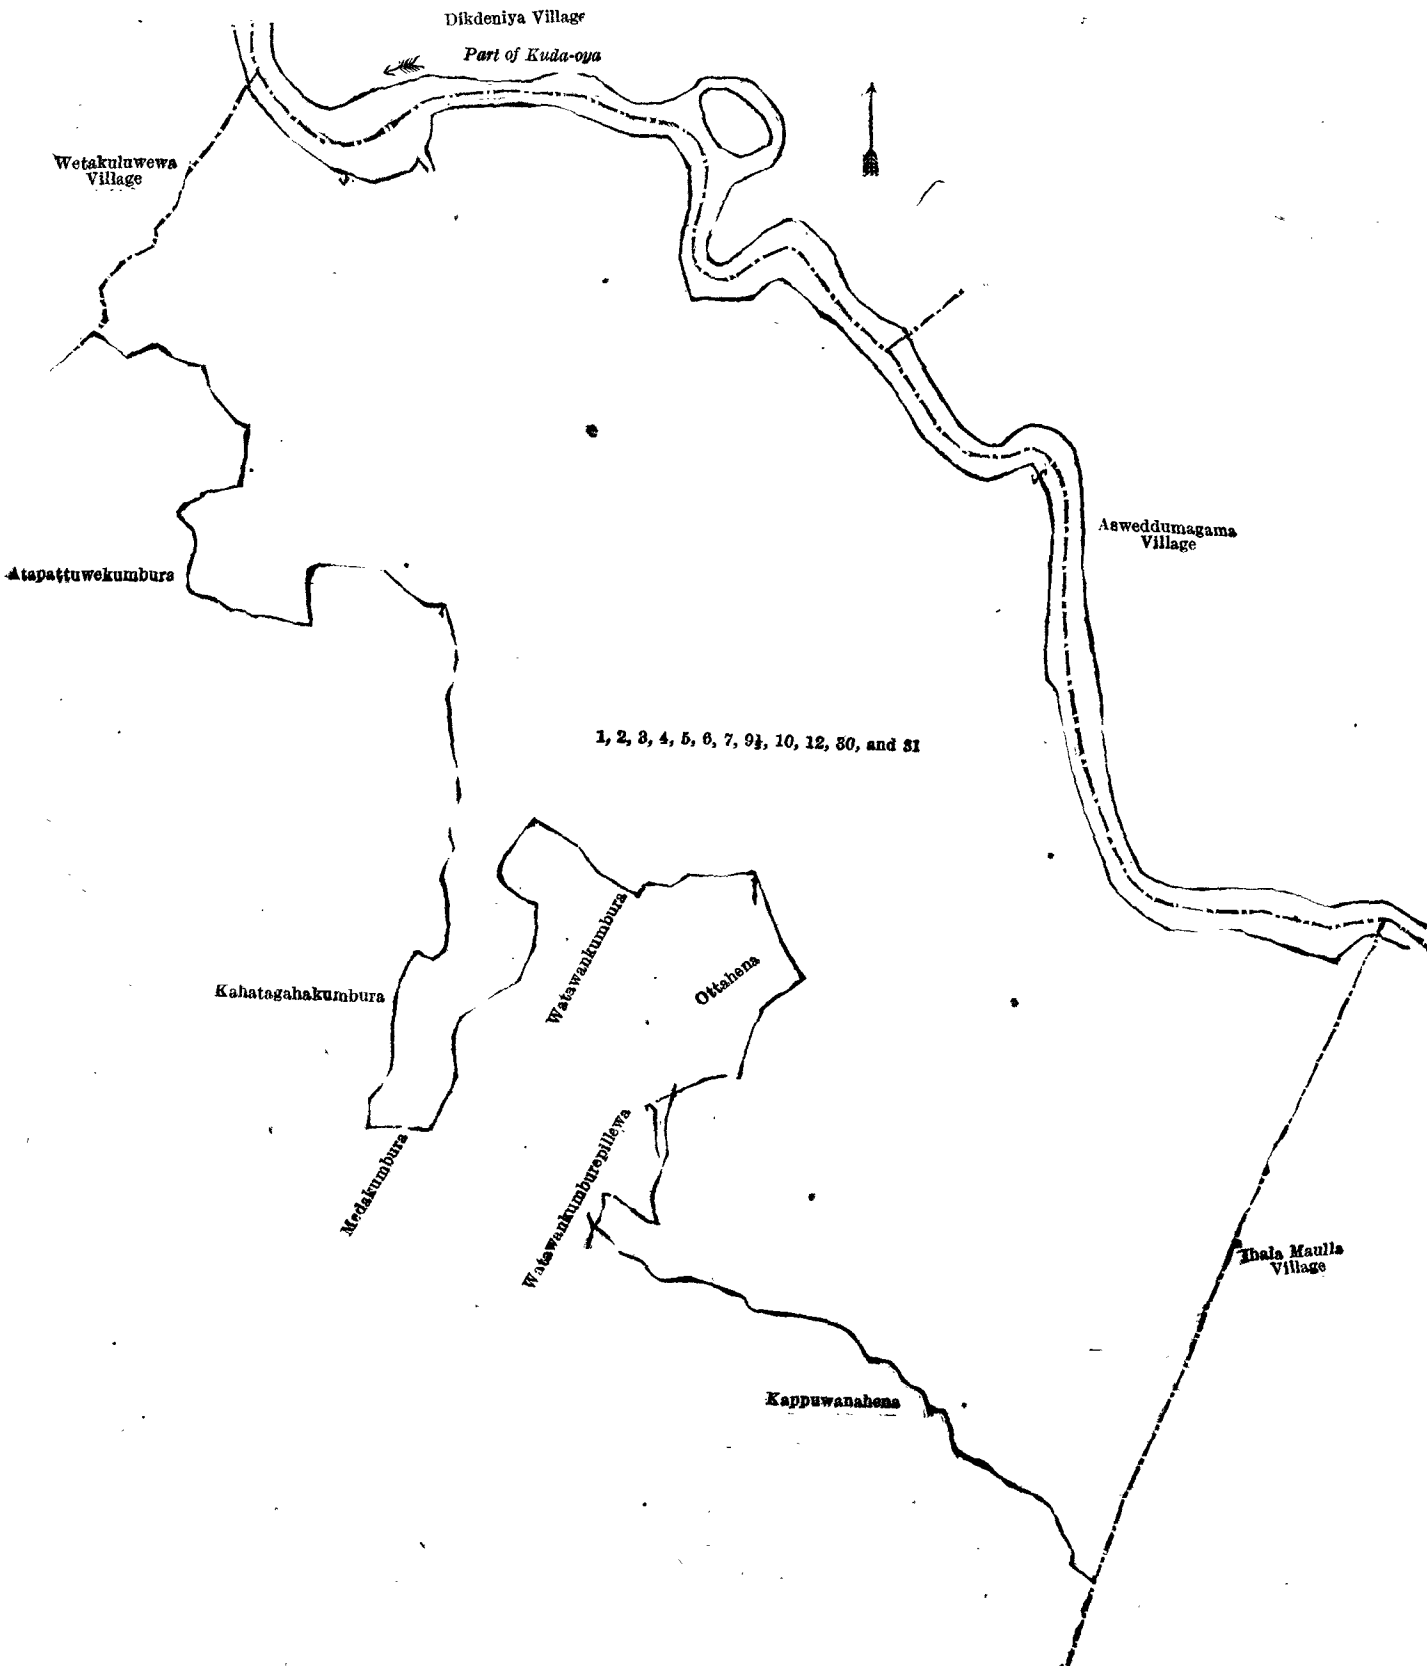 Dikdeniya Village
Part of Kuda-oya
Wetakuluwewa
Village
Asweddumagama
Village
Atapattuwekumbura
1, 2, 3, 4, 5, 6, 7, 9½, 10, 12, 30, and 31
Watawankumbura
Ottahena
Kahatagahakumbura
Medakumbura
Watawankumburepillewa
Ihala Maulla
Village
Kappuwanahena